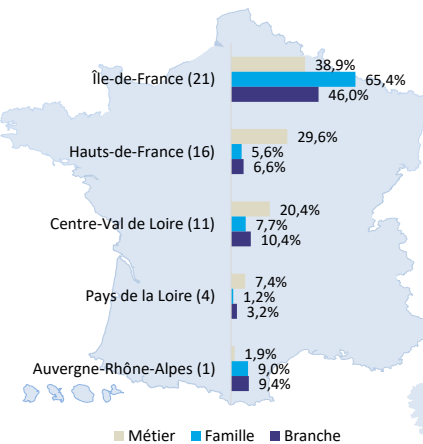 38,9%
Île-de-France (21) 65,4%
46,0%
29,6%
Hauts-de-France (16) 5,6%
6,6%
20,4%
Centre-Val de Loire (11) 7,7%
10,4%
7,4%
Pays de la Loire (4) 1,2%
3,2%
1,9%
Auvergne-Rhône-Alpes (1) 9,0%
9,4%
Métier Famille Branche